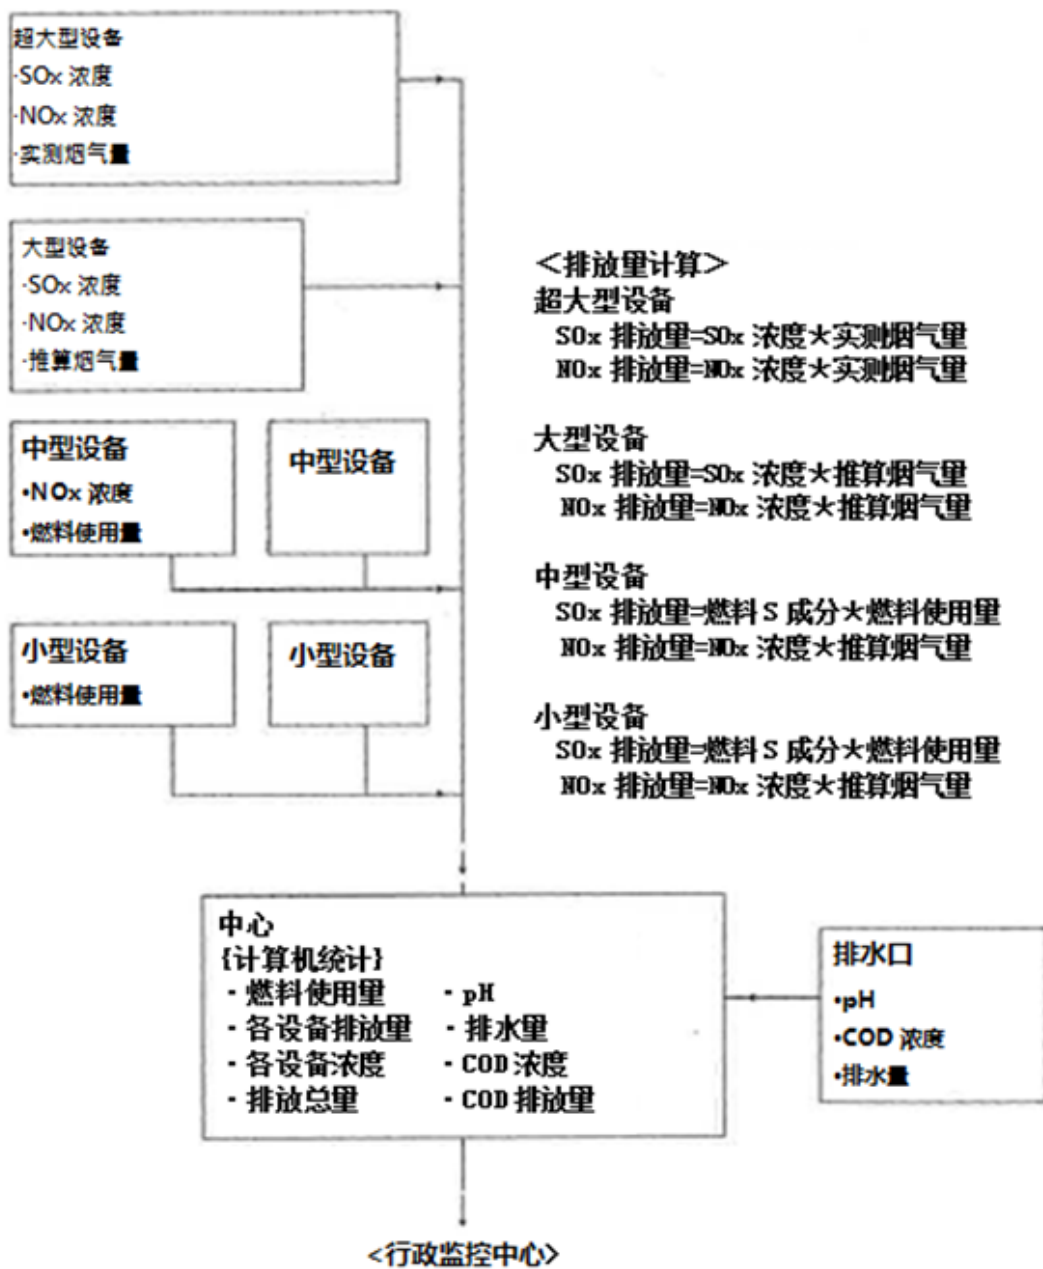 超大型设备
·SOx 浓度
·NOx 浓度
·实测烟气量
大型设备
·SOx 浓度
·NOx 浓度
·推算烟气量
中型设备
•NOx 浓度
•燃料使用量
中型设备
小型设备
•燃料使用量
小型设备
<排放量计算>
超大型设备
SOx 排放量=SOx 浓度*实测烟气量
NOx 排放量=NOx 浓度*实测烟气量
大型设备
SOx 排放量=SOx 浓度*推算烟气量
NOx 排放量=NOx 浓度*推算烟气量
中型设备
SOx 排放量=燃料 S 成分*燃料使用量
NOx 排放量=NOx 浓度*推算烟气量
小型设备
SOx 排放量=燃料 S 成分*燃料使用量
NOx 排放量=NOx 浓度*推算烟气量
中心
{计算机统计}
- 燃料使用量 - pH
- 各设备排放量 - 排水量
- 各设备浓度 - COD 浓度
- 排放总量 - COD 排放量
排水口
•pH
•COD 浓度
•排水量
<行政监控中心>